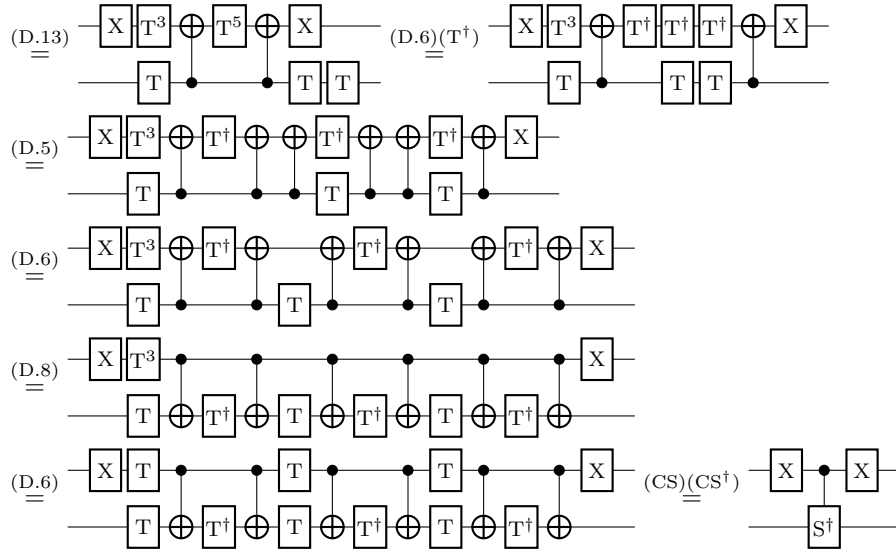 (D.13) = X T³ T⁵ X (D.6)(T†) = X T³ T† T† T† X
T T T T T T
(D.5) = X T³ T† T† T† X
T T T
(D.6) = X T³ T† T† T† X
T T T
(D.8) = X T³ X
T T† T T† T T†
(D.6) = X T T T X (CS)(CS†) = X X
T T† T T† T T† S†